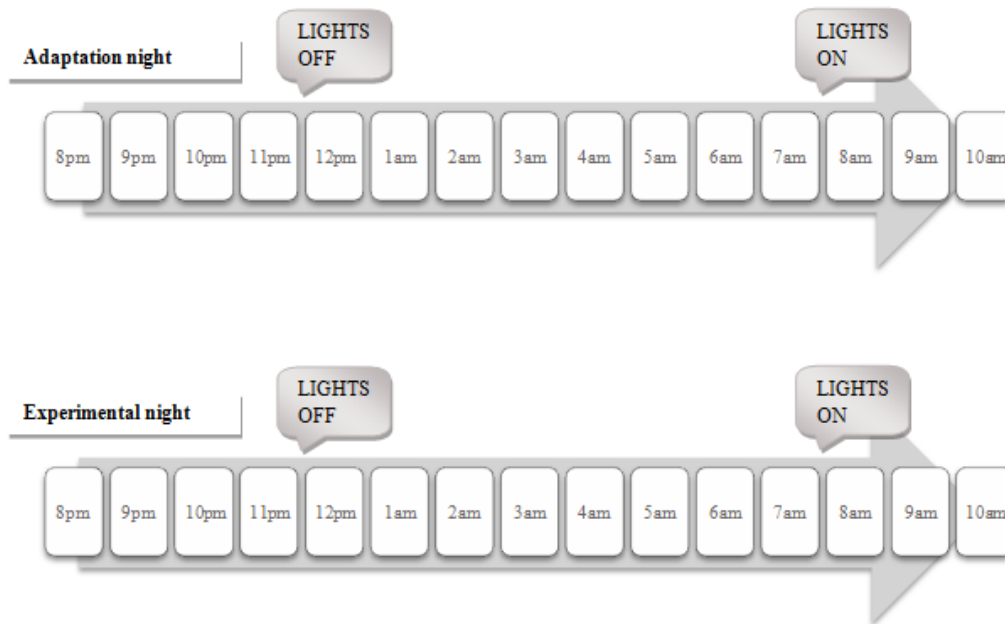 LIGHTS
OFF
LIGHTS
ON
Adaptation night
8pm 9pm 10pm 11pm 12pm 1am 2am 3am 4am 5am 6am 7am 8am 9am 10am
LIGHTS
OFF
LIGHTS
ON
Experimental night
8pm 9pm 10pm 11pm 12pm 1am 2am 3am 4am 5am 6am 7am 8am 9am 10am